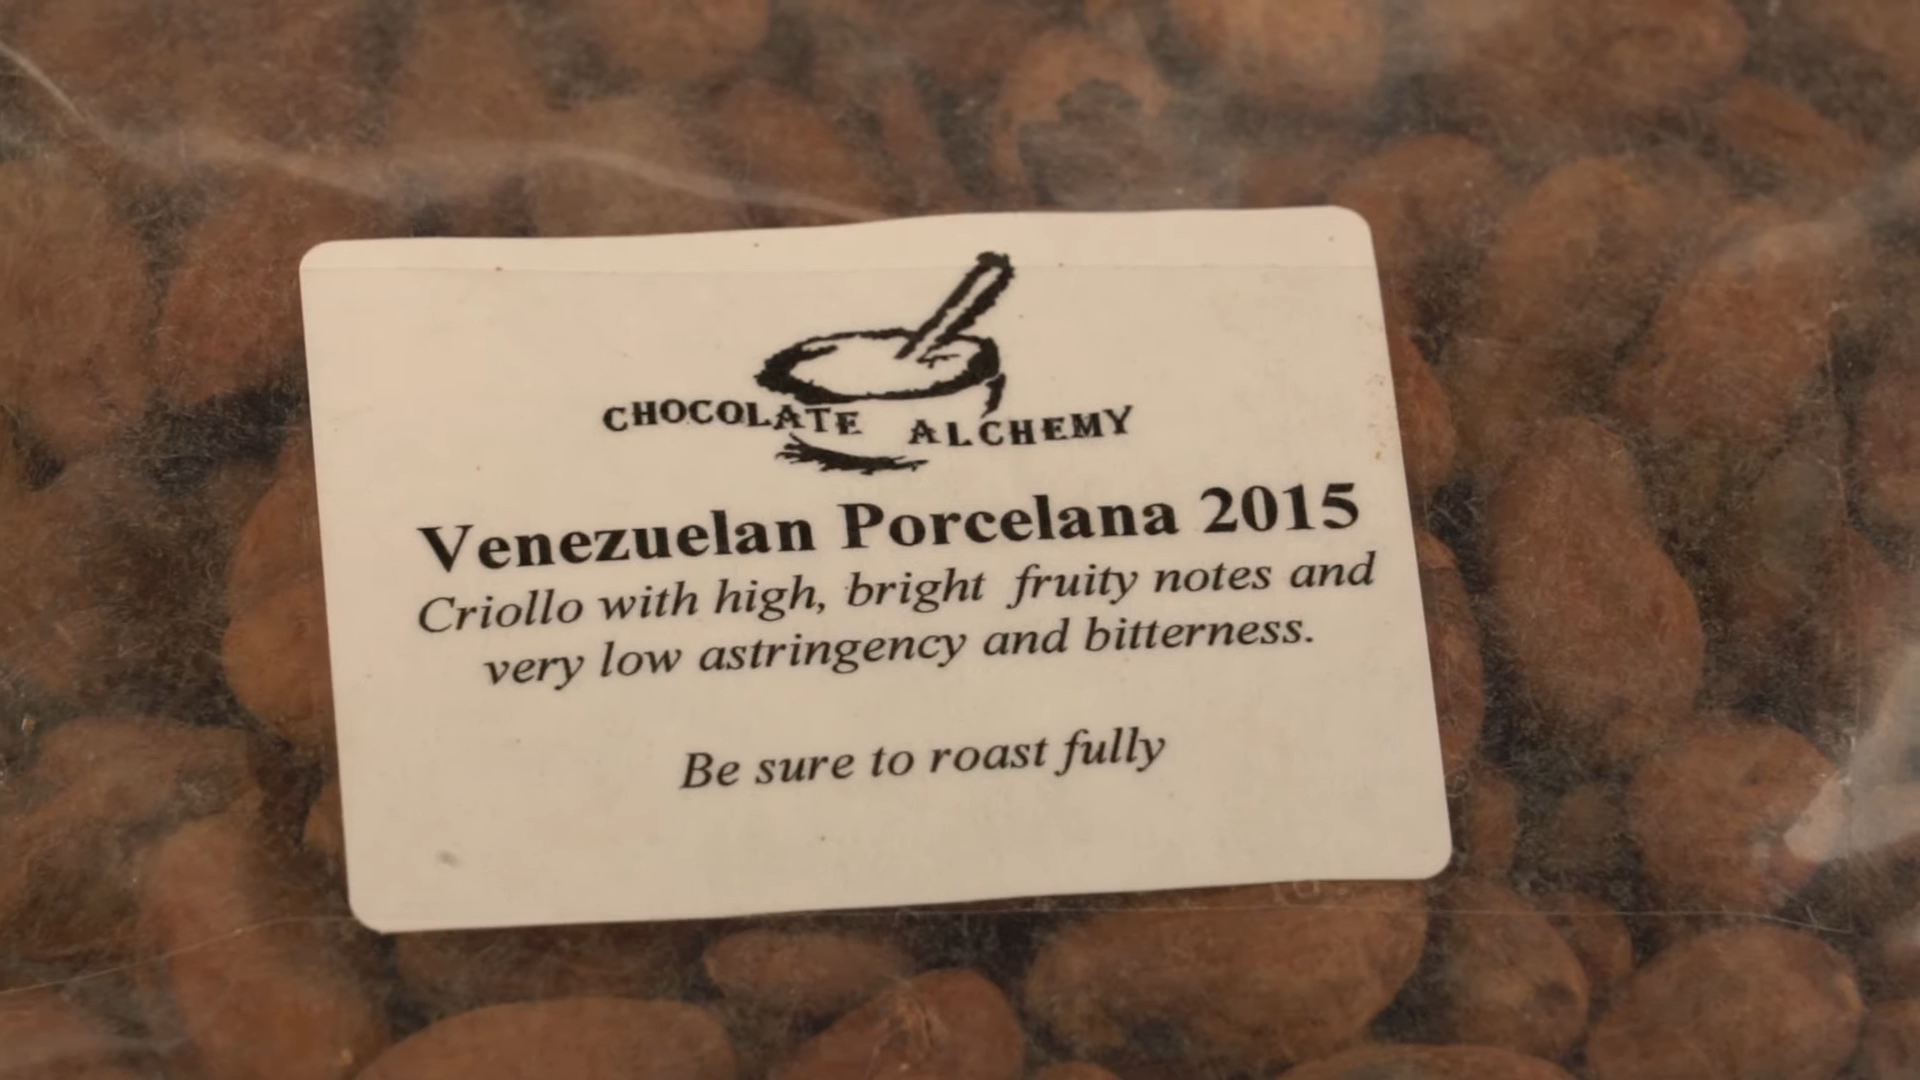 CHOCOLATE ALCHEMY
Venezuelan Porcelana 2015
Criollo with high, bright fruity notes and
very low astringency and bitterness.
Be sure to roast fully